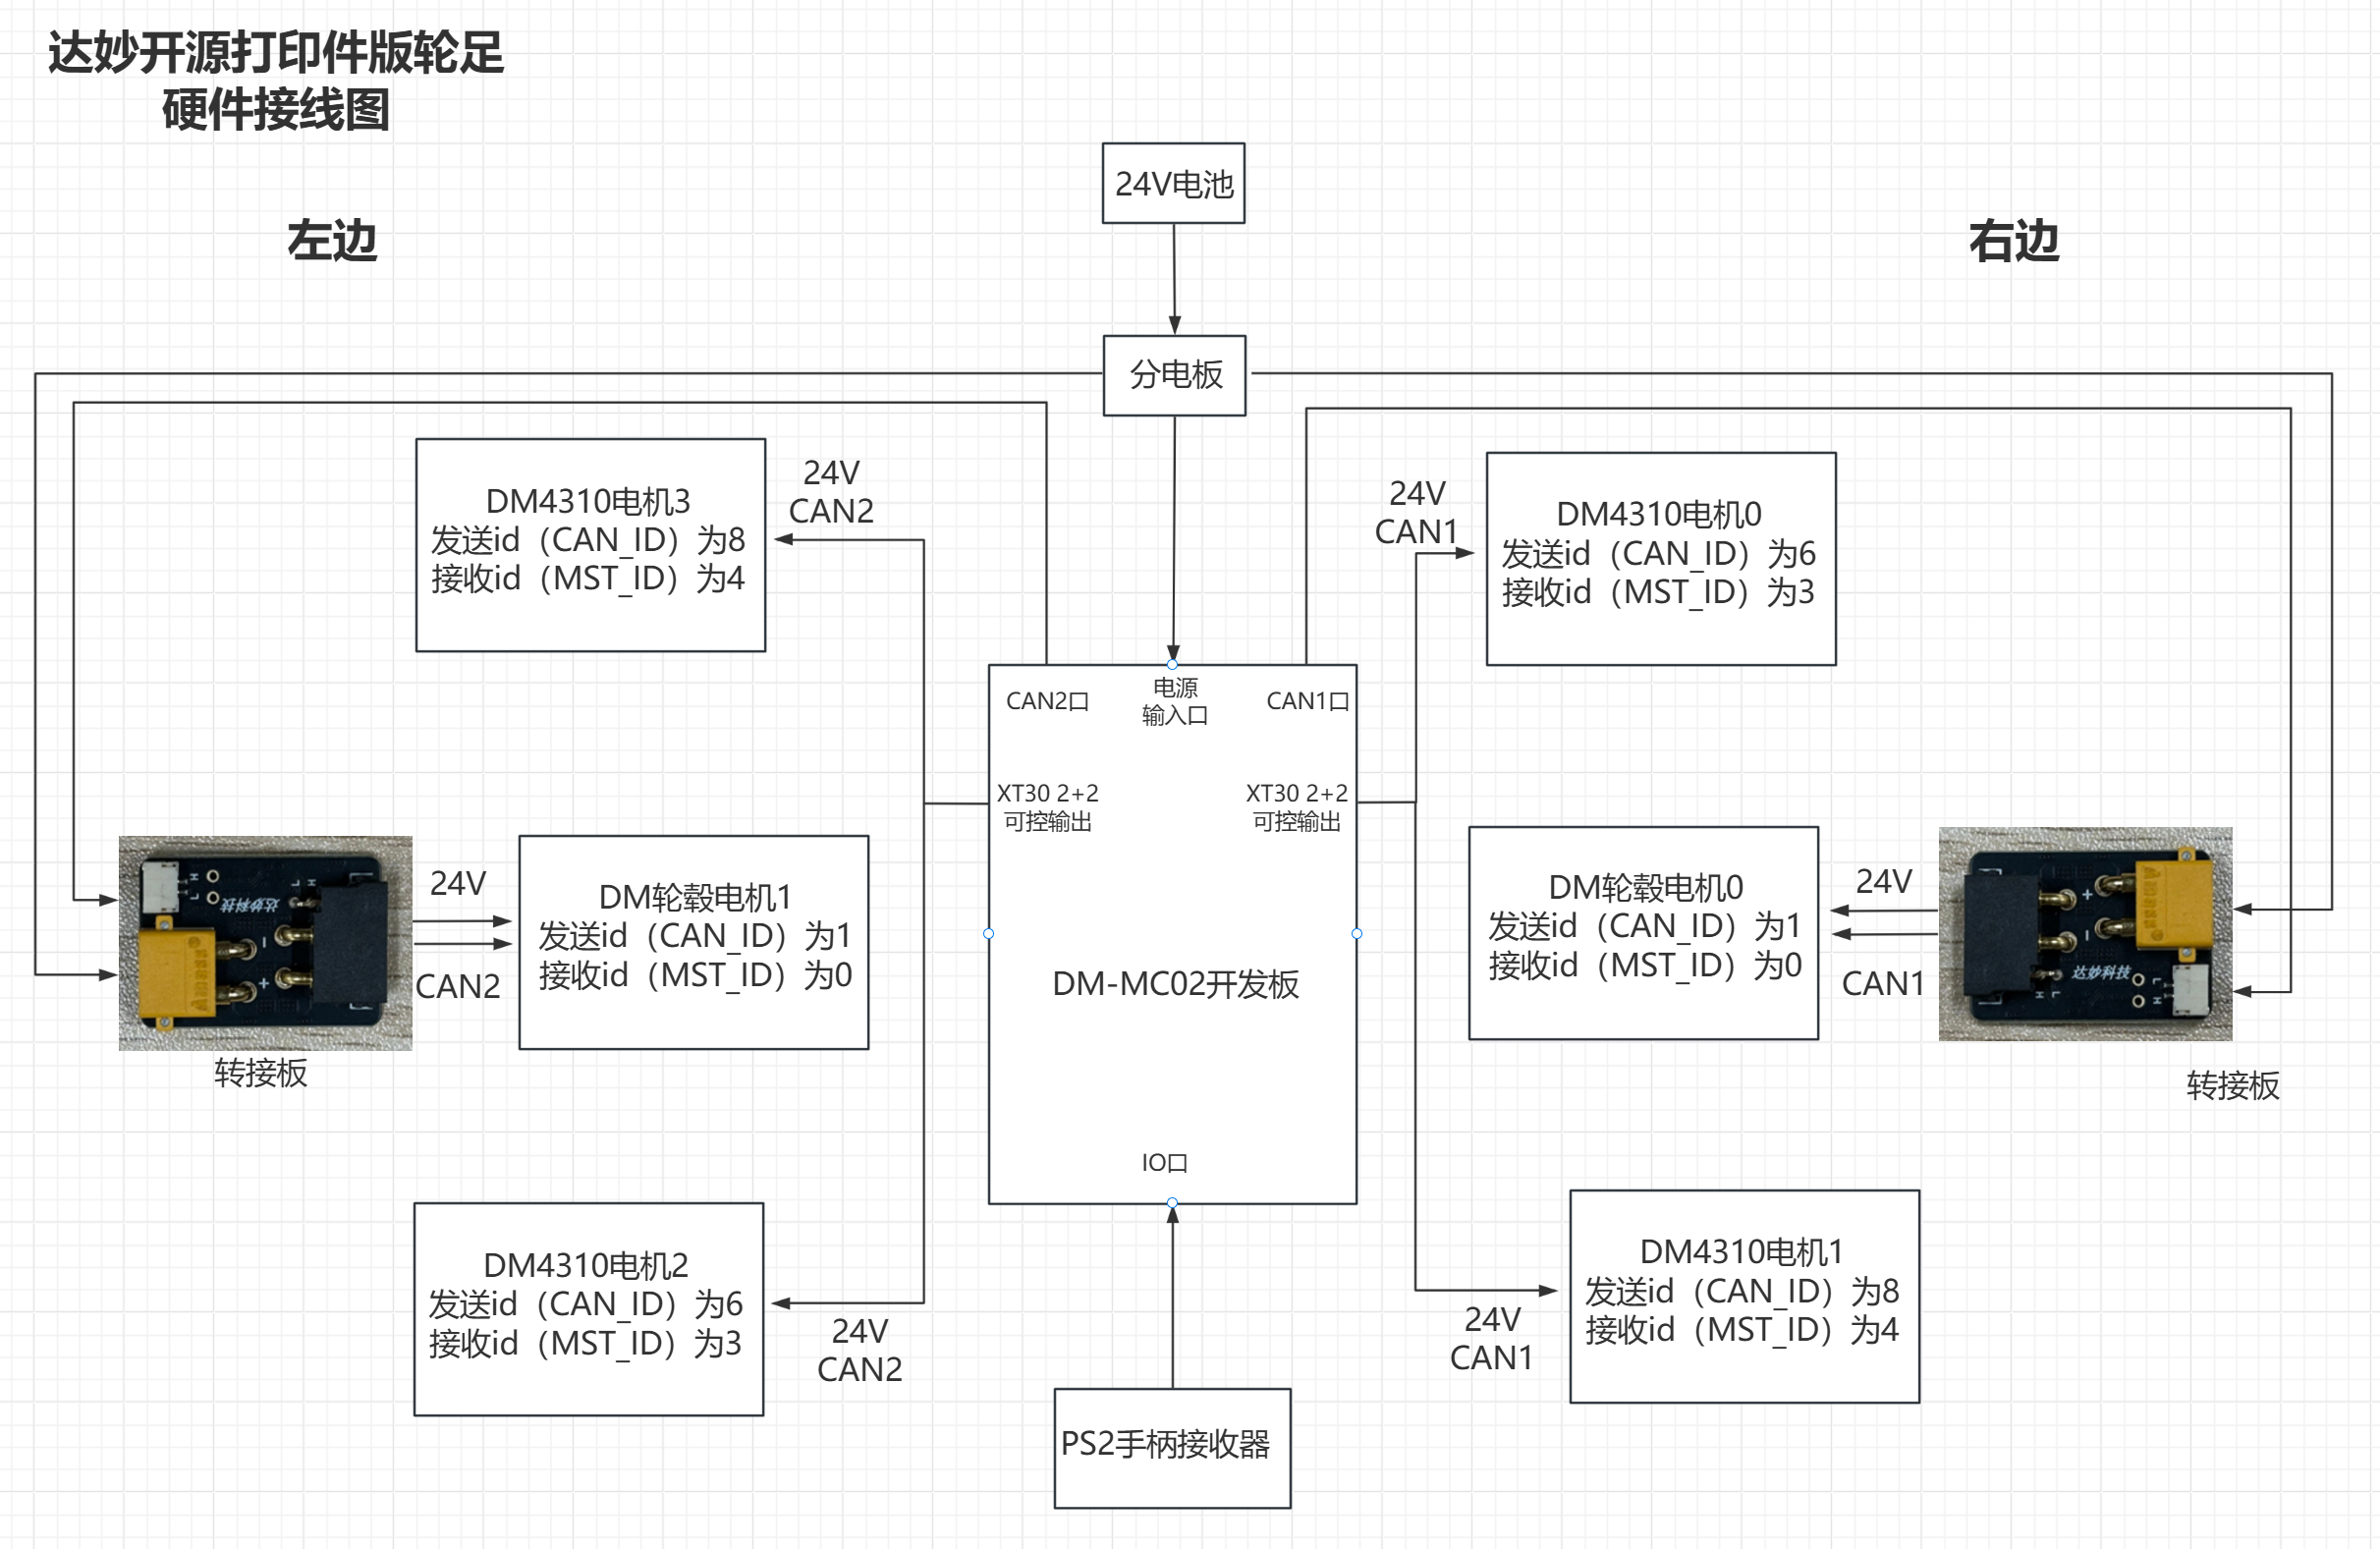 达妙开源打印件版轮足
硬件接线图
24V电池
左边
右边
分电板
DM4310电机3
发送id（CAN_ID）为8
接收id（MST_ID）为4
24V
CAN2
24V
CAN1
DM4310电机0
发送id（CAN_ID）为6
接收id（MST_ID）为3
CAN2口
电源
输入口
CAN1口
XT30 2+2
可控输出
XT30 2+2
可控输出
达妙科技
H
L
L
H
24V
CAN2
转接板
DM轮毂电机1
发送id（CAN_ID）为1
接收id（MST_ID）为0
DM-MC02开发板
DM轮毂电机0
发送id（CAN_ID）为1
接收id（MST_ID）为0
24V
CAN1
达妙科技
L
H
H
L
转接板
IO口
DM4310电机2
发送id（CAN_ID）为6
接收id（MST_ID）为3
24V
CAN2
24V
CAN1
DM4310电机1
发送id（CAN_ID）为8
接收id（MST_ID）为4
PS2手柄接收器